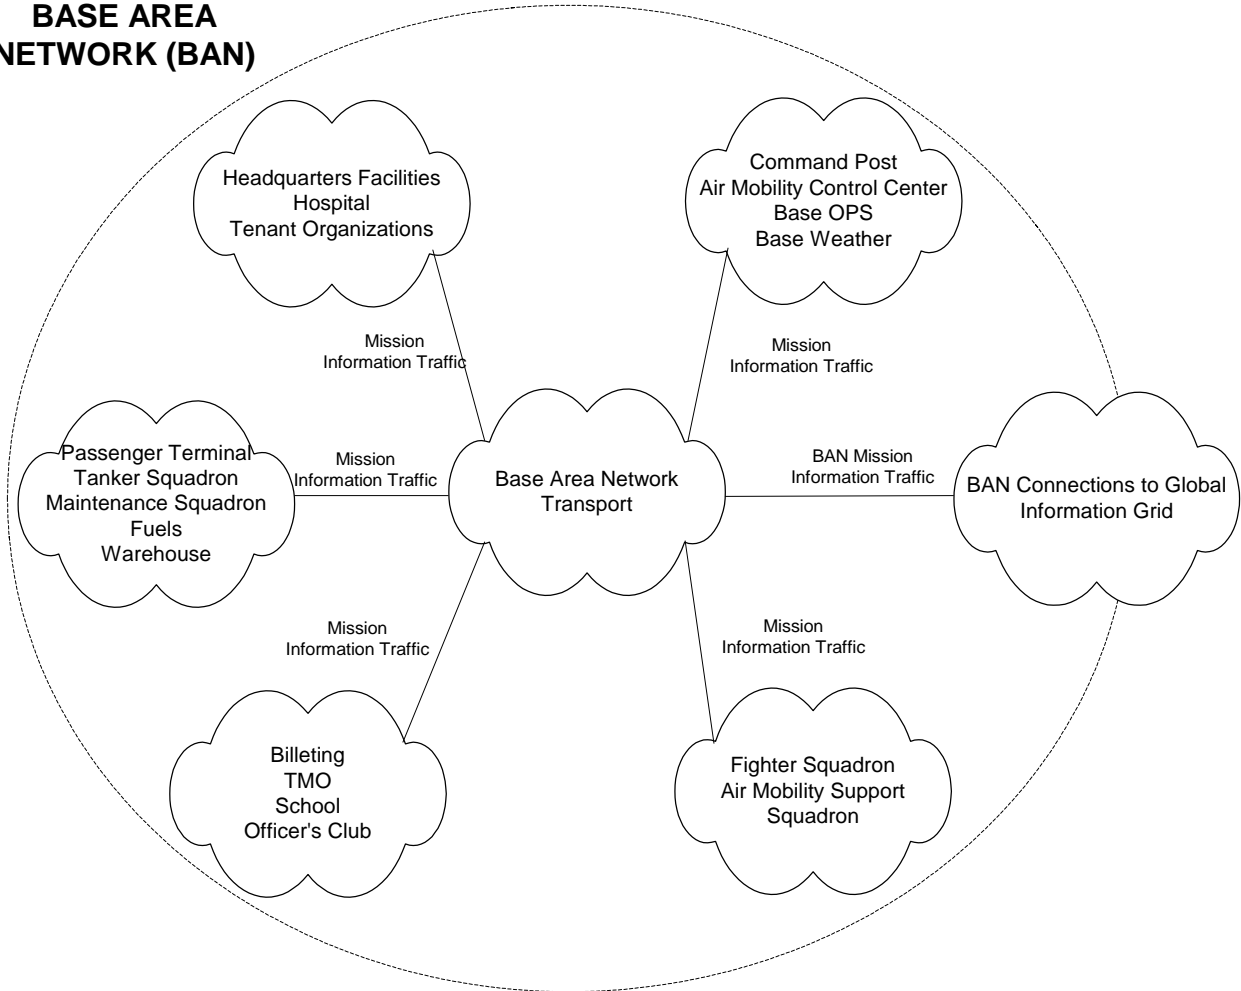 BASE AREA
NETWORK (BAN)
Headquarters Facilities
Hospital
Tenant Organizations
Command Post
Air Mobility Control Center
Base OPS
Base Weather
Mission
Information Traffic
Mission
Information Traffic
Passenger Terminal
Tanker Squadron
Maintenance Squadron
Fuels
Warehouse
Mission
Information Traffic
Base Area Network
Transport
BAN Mission
Information Traffic
BAN Connections to Global
Information Grid
Mission
Information Traffic
Mission
Information Traffic
Billeting
TMO
School
Officer's Club
Fighter Squadron
Air Mobility Support
Squadron